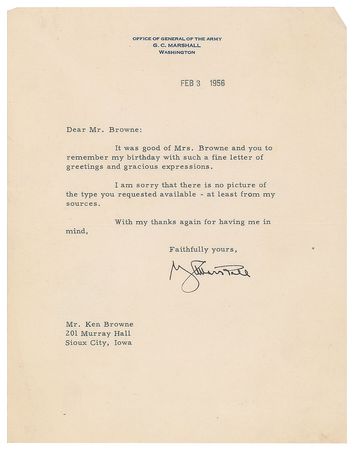 OFFICE OF GENERAL OF THE ARMY
G. C. MARSHALL
WASHINGTON
FEB 3 1956
Dear Mr. Browne:
It was good of Mrs. Browne and you to
remember my birthday with such a fine letter of
greetings and gracious expressions.
I am sorry that there is no picture of
the type you requested available - at least from my
sources.
With my thanks again for having me in
mind,
Faithfully yours,
Mr. Ken Browne
201 Murray Hall
Sioux City, Iowa